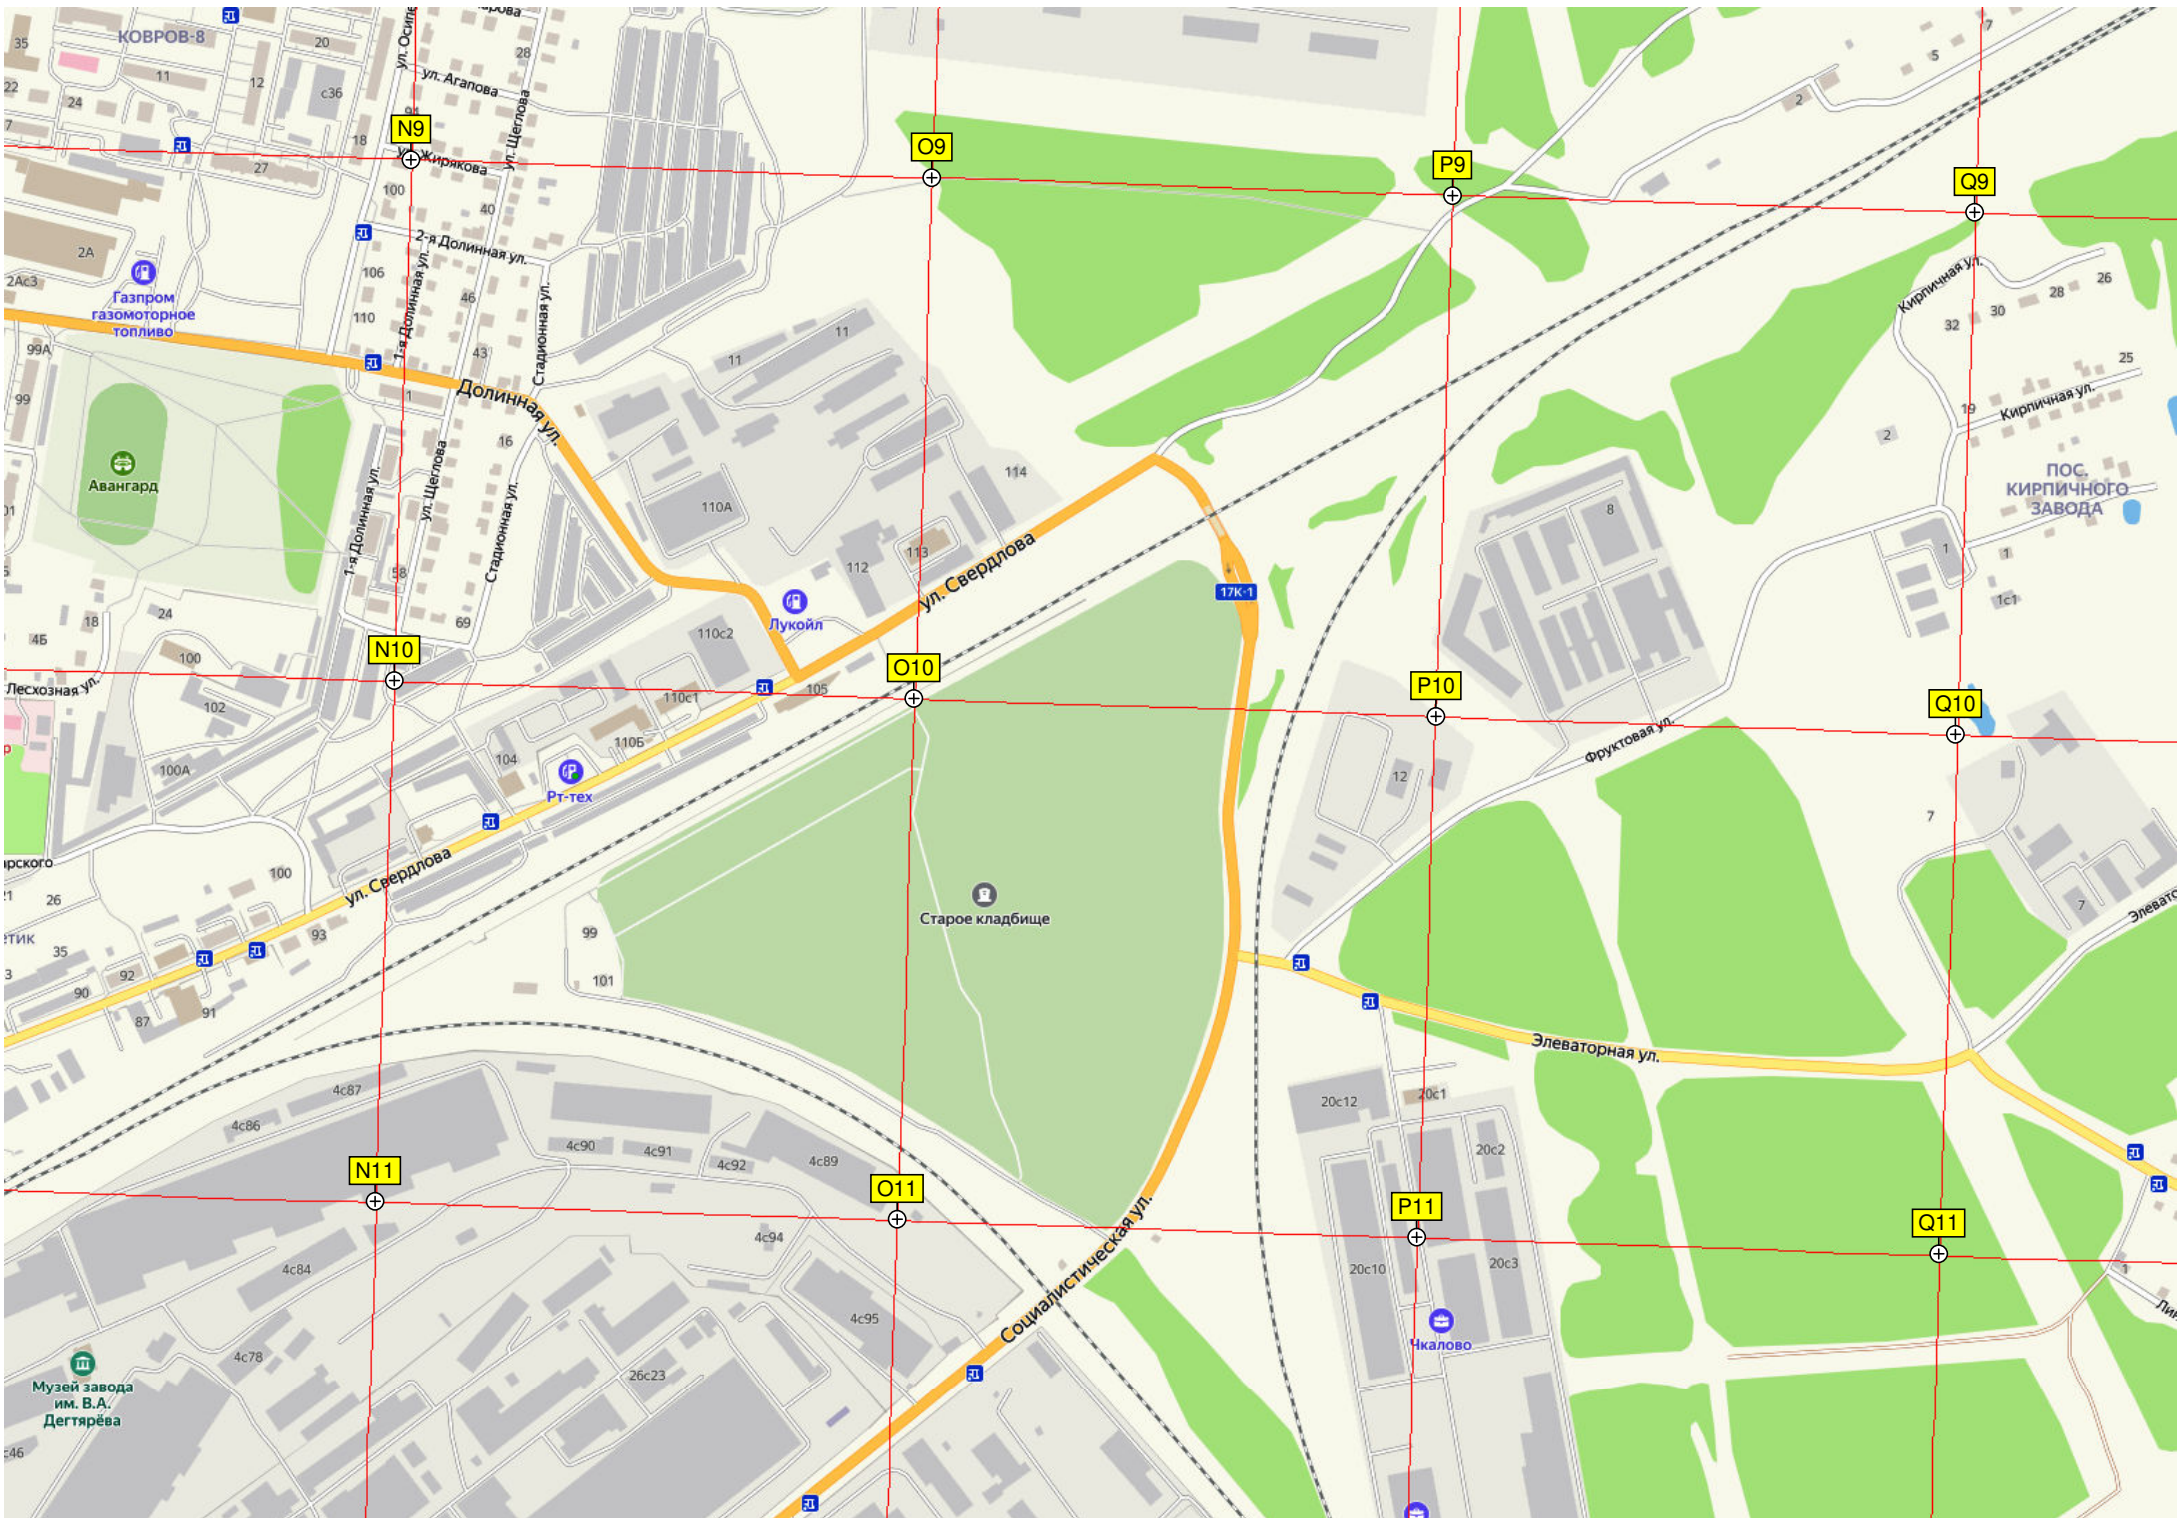 КОВРОВ-8
35
20
11
12
с36
22
24
7
18
27
28
ул. Агапова
ул. Щеглова
5
7
2
N9
O9
P9
Q9
ул. Жирякова
100
40
2-я Долинная ул.
2А
2Ас3
Газпром
газомоторное
топливо
106
110
46
43
1-я Долинная ул.
Стадионная ул.
99А
99
1
Долинная ул.
16
Авангард
11
11
Кирпичная ул.
26
28
30
32
25
19
Кирпичная ул.
2
ПОС.
КИРПИЧНОГО
ЗАВОДА
114
110А
8
113
112
1
1
1с1
ул. Щеглова
1-я Долинная ул.
Стадионная ул.
58
69
ул. Свердлова
17К-1
Лукойл
110с2
24
18
4Б
100
102
Лесхозная ул.
N10
O10
P10
Q10
105
110с1
110Б
104
Рт-тех
100А
Фруктовая ул.
12
7
7
100
26
ул. Свердлова
35
93
92
90
91
87
99
101
Старое кладбище
Элеваторная ул.
4с87
4с86
4с90
4с91
4с92
4с89
20с12
20с1
20с2
N11
O11
P11
Q11
4с94
4с84
20с10
20с3
1
Социалистическая ул.
4с95
4с78
26с23
Чкалово
Музей завода
им. В.А.
Дегтярёва